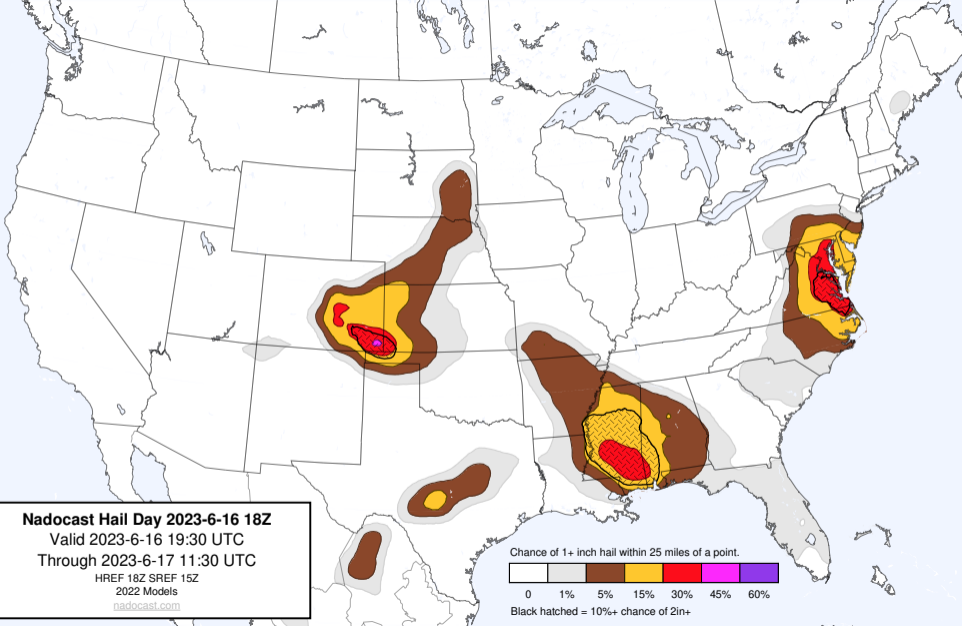 Nadocast Hail Day 2023-6-16 18Z
Valid 2023-6-16 19:30 UTC
Through 2023-6-17 11:30 UTC
HREF 18Z SREF 15Z
2022 Models
nadocast.com
Chance of 1+ inch hail within 25 miles of a point.
0 1% 5% 15% 30% 45% 60%
Black hatched = 10%+ chance of 2in+